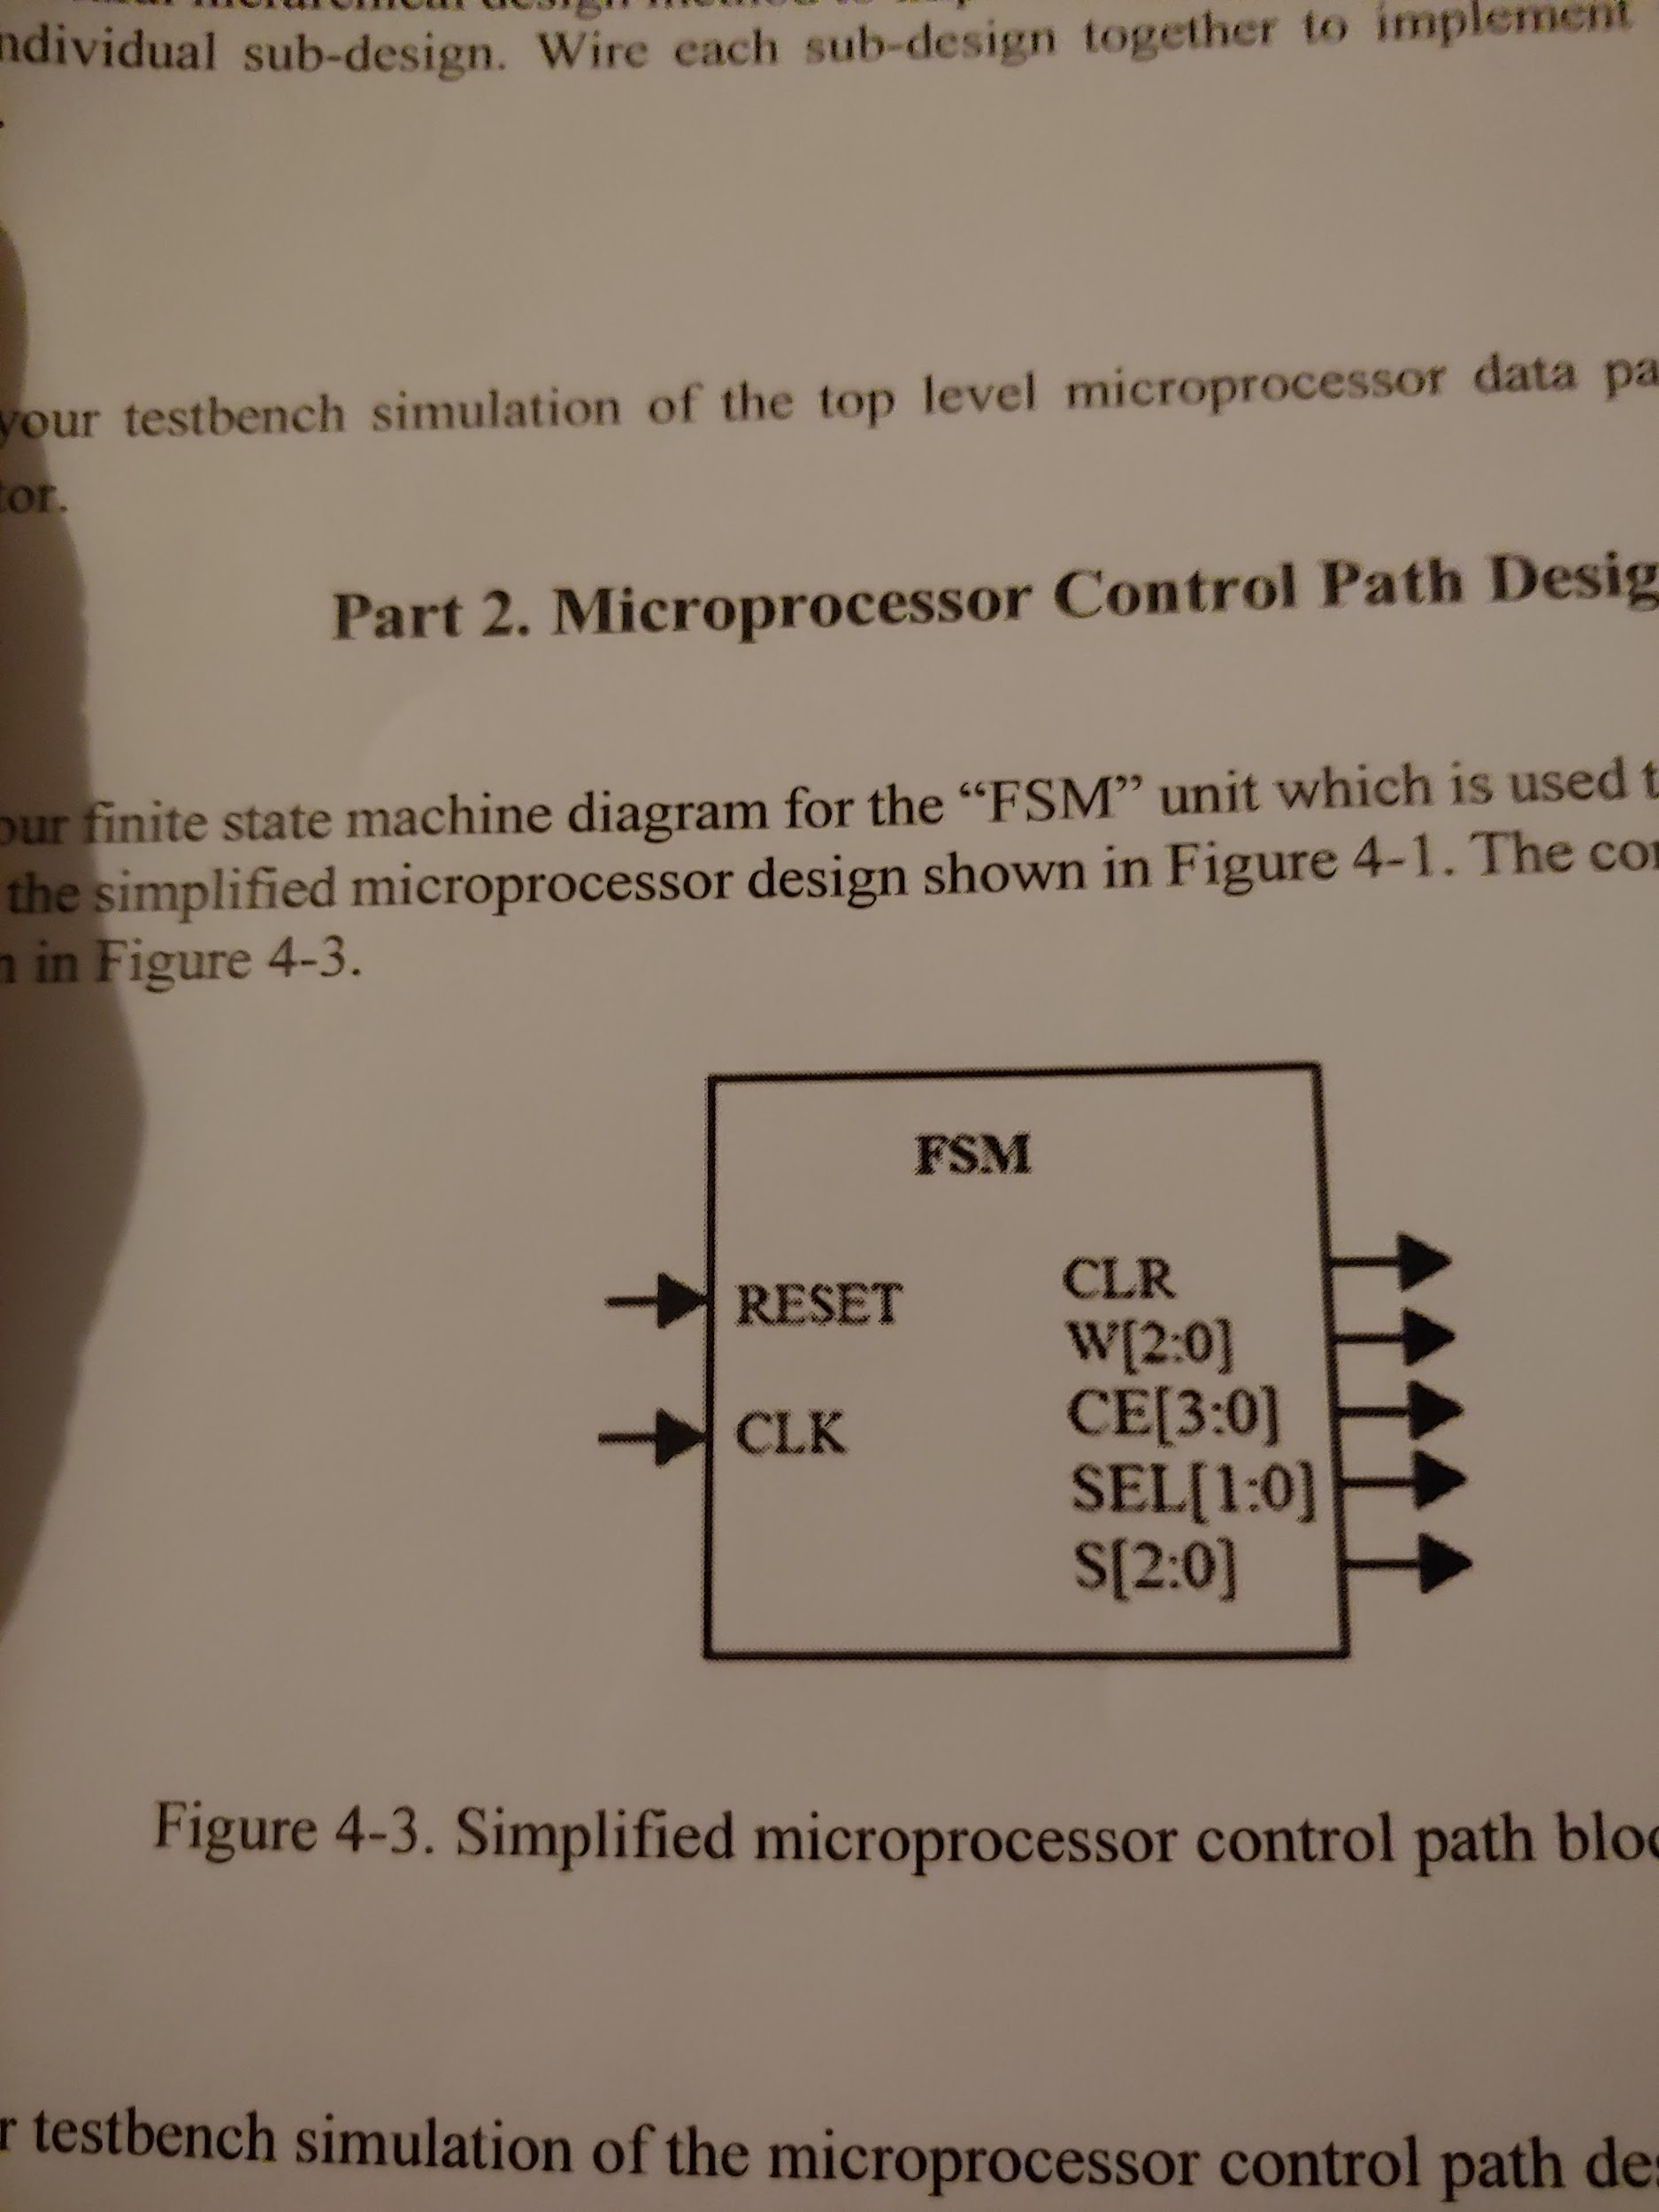 ndividual sub-design. Wire each sub-design together to implement
your testbench simulation of the top level microprocessor data pa
tor.
Part 2. Microprocessor Control Path Desig
our finite state machine diagram for the “FSM” unit which is used t
the simplified microprocessor design shown in Figure 4-1. The con
n in Figure 4-3.
FSM
RESET
CLK
CLR
W[2:0]
CE[3:0]
SEL[1:0]
S[2:0]
Figure 4-3. Simplified microprocessor control path bloc
r testbench simulation of the microprocessor control path des